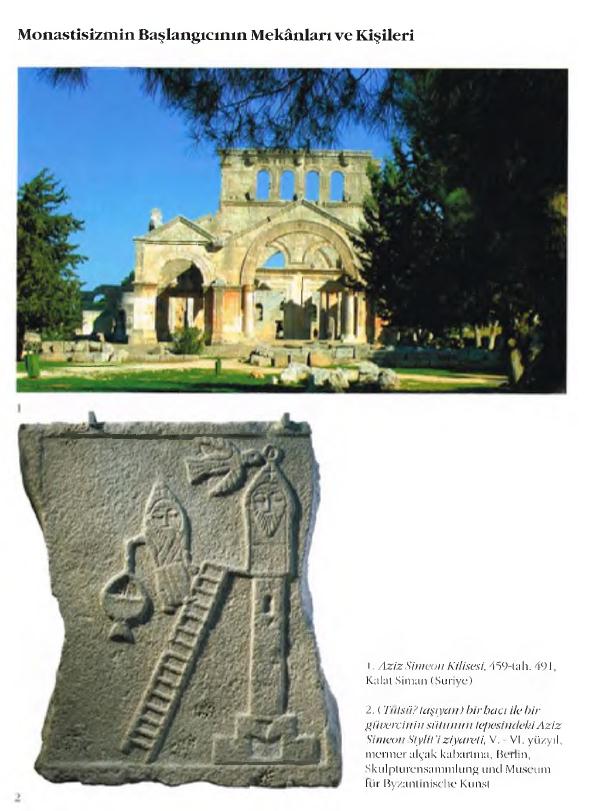 Monastisizmin Başlangıcının Mekânları ve Kişileri
1
1. Aziz Simeon Kilisesi, 459-tah. 491,
Kalat Siman (Suriye)
2. (Tütsü? taşıyan) bir bacı ile bir
güvercinin sütunun tepesindeki Aziz
Simeon Stylit'i ziyareti, V. - VI. yüzyıl,
mermer alçak kabartma, Berlin,
Skulpturensammlung und Museum
für Byzantinische Kunst
2